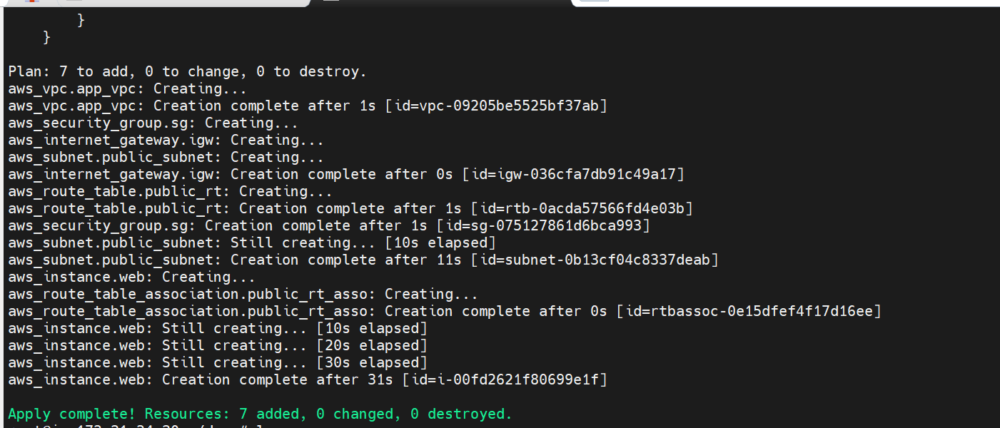 }
}
Plan: 7 to add, 0 to change, 0 to destroy.
aws_vpc.app_vpc: Creating...
aws_vpc.app_vpc: Creation complete after 1s [id=vpc-09205be5525bf37ab]
aws_security_group.sg: Creating...
aws_internet_gateway.igw: Creating...
aws_subnet.public_subnet: Creating...
aws_internet_gateway.igw: Creation complete after 0s [id=igw-036cfa7db91c49a17]
aws_route_table.public_rt: Creating...
aws_route_table.public_rt: Creation complete after 1s [id=rtb-0acda57566fd4e03b]
aws_security_group.sg: Creation complete after 1s [id=sg-075127861d6bca993]
aws_subnet.public_subnet: Still creating... [10s elapsed]
aws_subnet.public_subnet: Creation complete after 11s [id=subnet-0b13cf04c8337deab]
aws_instance.web: Creating...
aws_route_table_association.public_rt_asso: Creating...
aws_route_table_association.public_rt_asso: Creation complete after 0s [id=rtbassoc-0e15dfef4f17d16ee]
aws_instance.web: Still creating... [10s elapsed]
aws_instance.web: Still creating... [20s elapsed]
aws_instance.web: Still creating... [30s elapsed]
aws_instance.web: Creation complete after 31s [id=i-00fd2621f80699e1f]
Apply complete! Resources: 7 added, 0 changed, 0 destroyed.